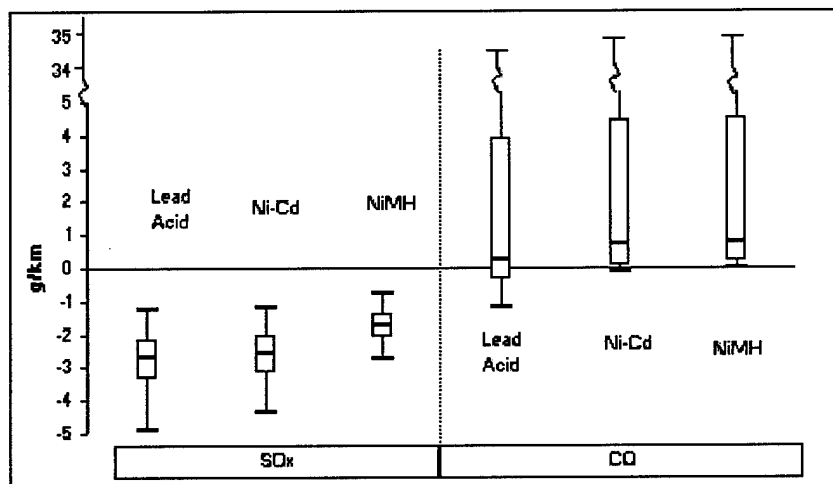 35
34
5
4
3
2
1
0
-1
-2
-3
-4
-5
g/km
Lead
Acid
Ni-Cd
NiMH
Lead
Acid
Ni-Cd
NiMH
SOx
CO